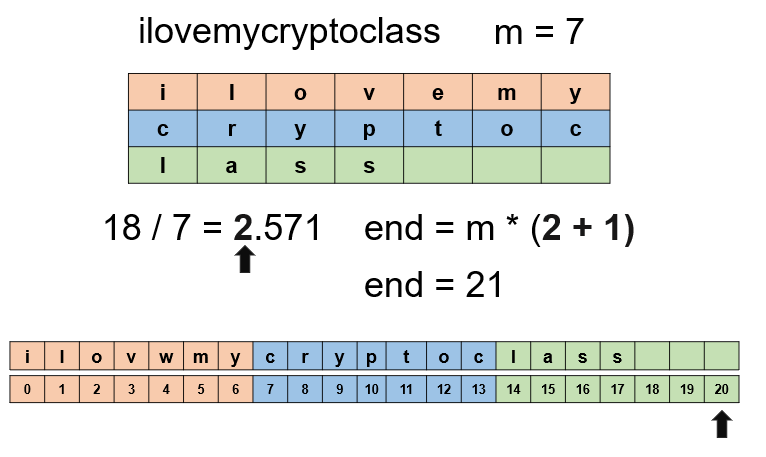 ilovemycryptoclass m = 7
i l o v e m y
c r y p t o c
l a s s
18 / 7 = 2.571 end = m * (2 + 1)
end = 21
i l o v w m y c r y p t o c l a s s
0 1 2 3 4 5 6 7 8 9 10 11 12 13 14 15 16 17 18 19 20